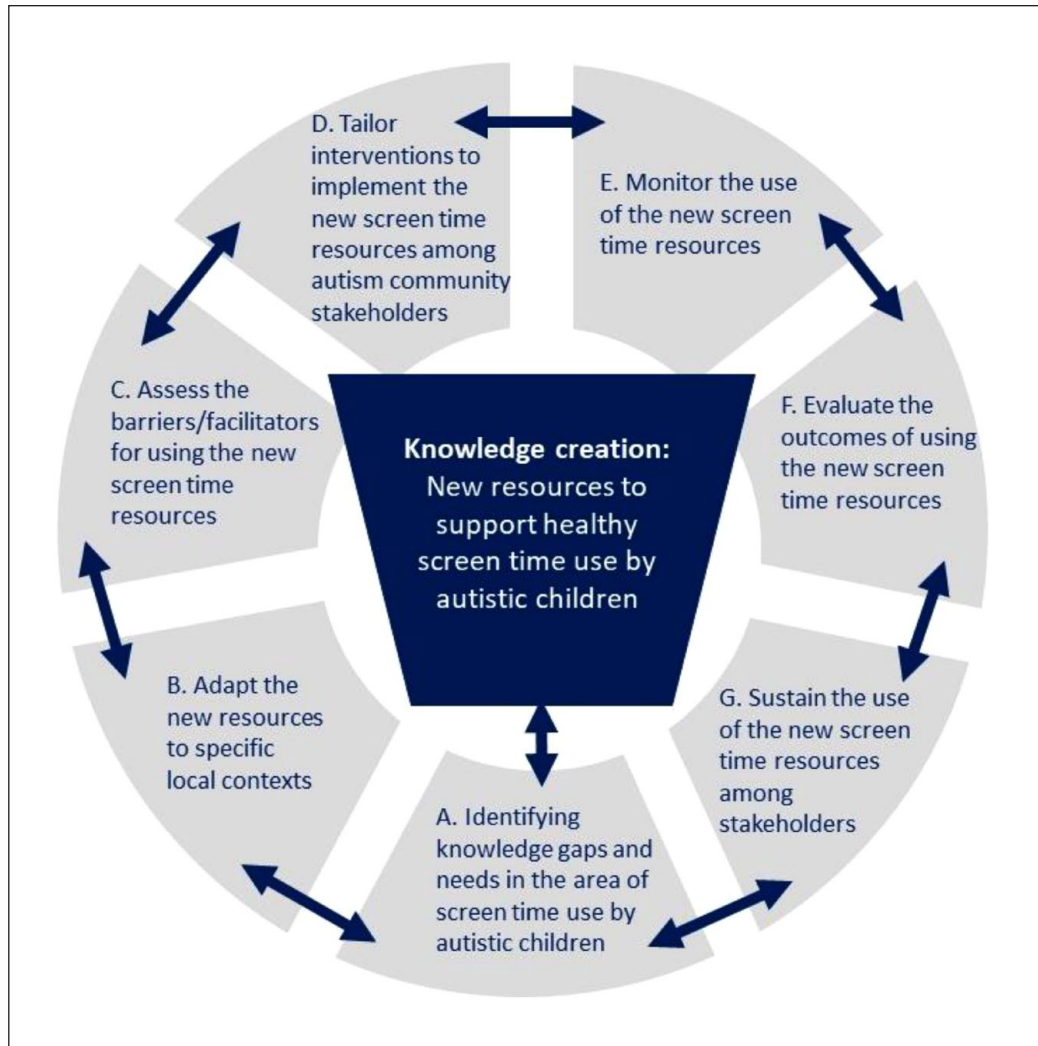 D. Tailor
interventions to
implement the
new screen time
resources among
autism community
stakeholders
E. Monitor the use
of the new screen
time resources
C. Assess the
barriers/facilitators
for using the new
screen time
resources
Knowledge creation:
New resources to
support healthy
screen time use by
autistic children
F. Evaluate the
outcomes of using
the new screen
time resources
B. Adapt the
new resources
to specific
local contexts
G. Sustain the use
of the new screen
time resources
among
stakeholders
A. Identifying
knowledge gaps and
needs in the area of
screen time use by
autistic children